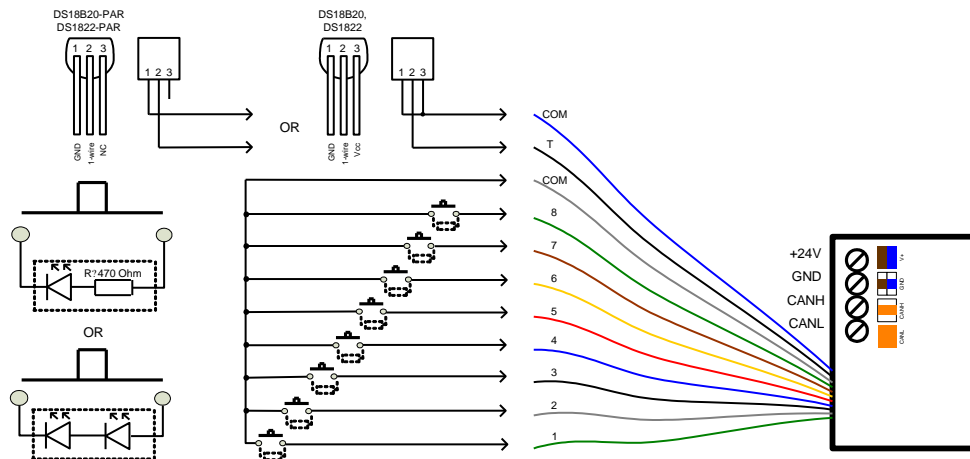 DS18B20-PAR
DS1822-PAR
1 2 3
GND
1-wire
NC
1 2 3
OR
DS18B20,
DS1822
1 2 3
GND
1-wire
Vcc
1 2 3
COM
T
COM
8
7
6
5
4
3
2
1
R?470 Ohm
OR
+24V
GND
CANH
CANL
V+
GND
CANH
CANL